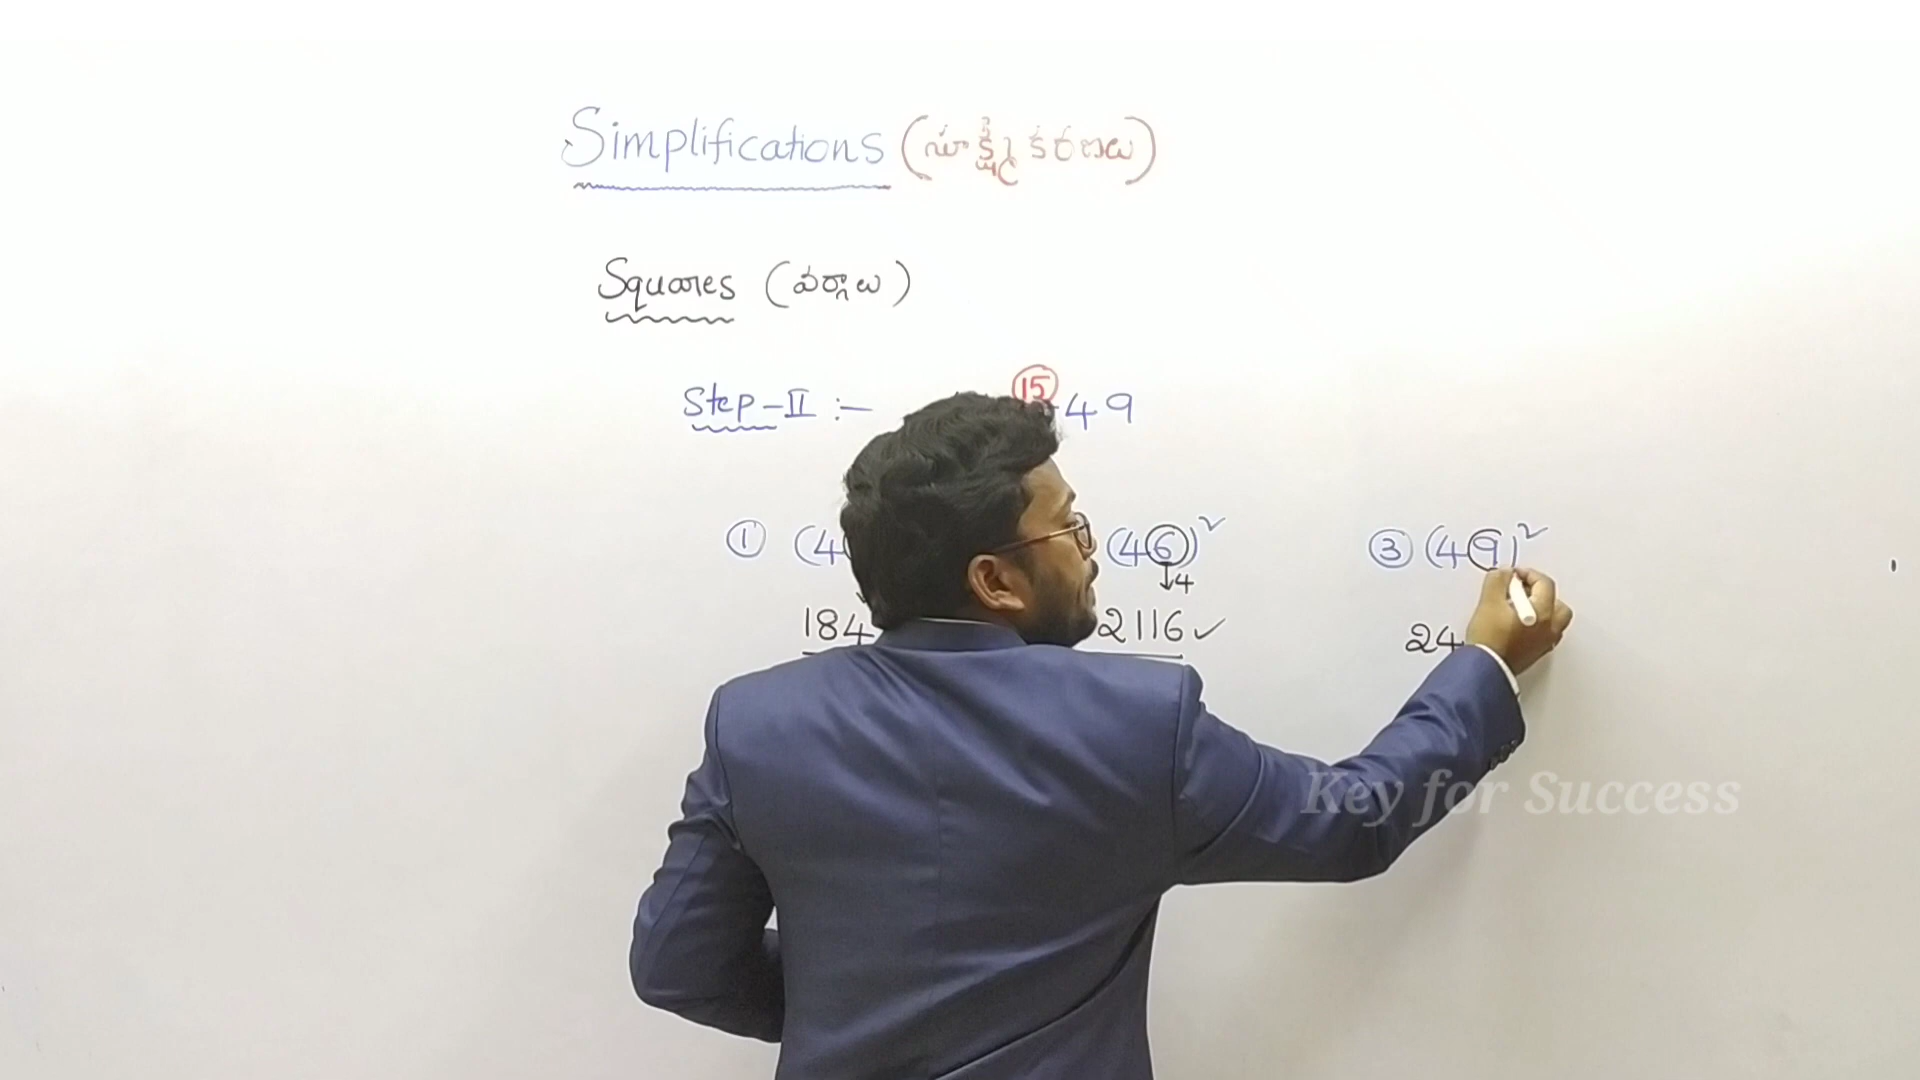 Simplifications (సూక్ష్మీకరణలు)
Squares (వర్గాలు)
Step-II :- 15 49
① (4 (46)² ③ (49)²
↓4
184 2116✓ 24
Key for Success